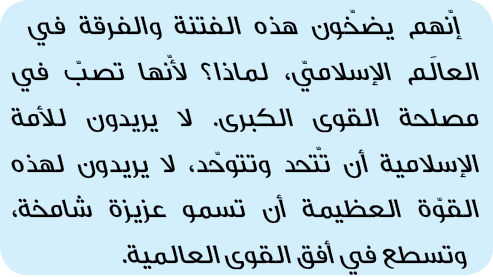 إنّهم يضخّون هذه الفتنة والفرقة في
العالَم الإسلاميّ، لماذا؟ لأنّها تصبّ في
مصلحة القوى الكبرى. لا يريدون للأمة
الإسلامية أن تتّحد وتتوحّد، لا يريدون لهذه
القوّة العظيمة أن تسمو عزيزة شامخة،
وتسطع في أفق القوى العالمية.